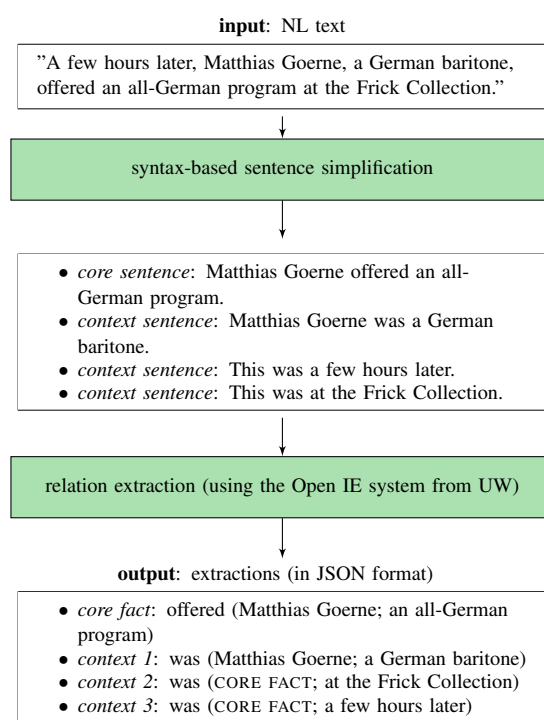 input: NL text
”A few hours later, Matthias Goerne, a German baritone,
offered an all-German program at the Frick Collection.”
syntax-based sentence simplification
• core sentence: Matthias Goerne offered an all-
German program.
• context sentence: Matthias Goerne was a German
baritone.
• context sentence: This was a few hours later.
• context sentence: This was at the Frick Collection.
relation extraction (using the Open IE system from UW)
output: extractions (in JSON format)
• core fact: offered (Matthias Goerne; an all-German
program)
• context 1: was (Matthias Goerne; a German baritone)
• context 2: was (CORE FACT; at the Frick Collection)
• context 3: was (CORE FACT; a few hours later)